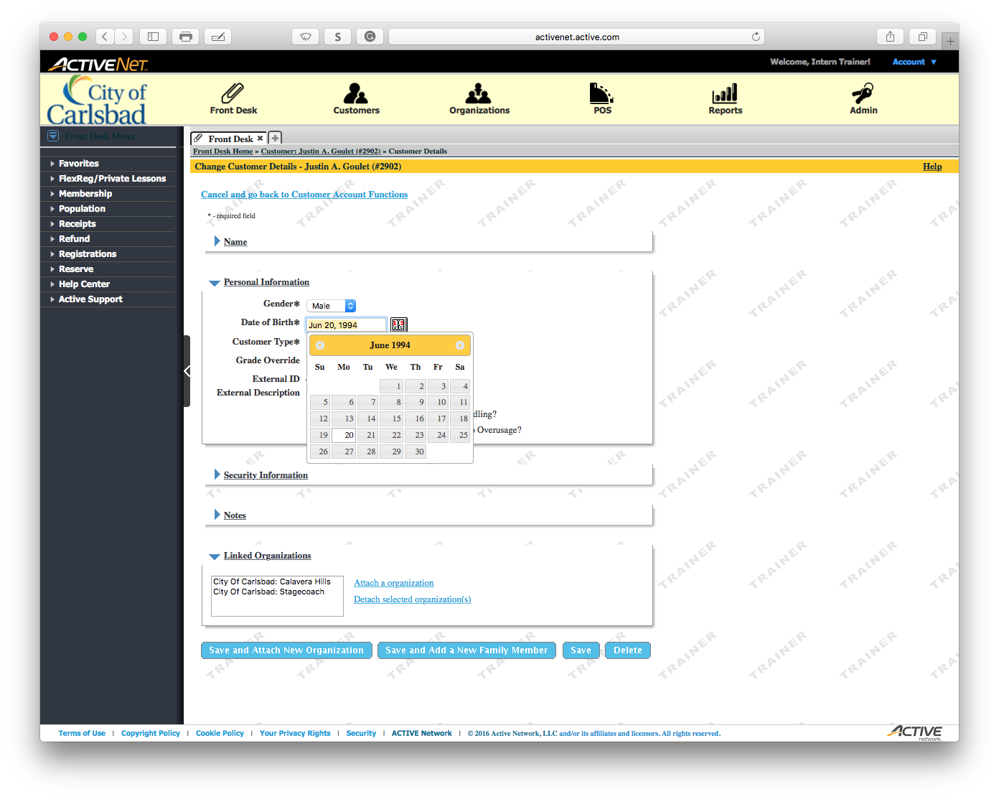 S
activenet.active.com
ACTIVENET
Welcome, Intern Trainer!
Account
City of
Carlsbad
Front Desk
Customers
Organizations
POS
Reports
Admin
Front Desk Menu
Front Desk
Front Desk Home » Customer: Justin A. Goulet (#2902) » Customer Details
Change Customer Details - Justin A. Goulet (#2902)
Help
Favorites
FlexReg/Private Lessons
Membership
Population
Receipts
Refund
Registrations
Reserve
Help Center
Active Support
Cancel and go back to Customer Account Functions
* - required field
Name
Personal Information
Gender*
Male
Date of Birth*
Jun 20, 1994
Customer Type*
Grade Override
External ID
External Description
June 1994
Su Mo Tu We Th Fr Sa
1 2 3 4
5 6 7 8 9 10 11
12 13 14 15 16 17 18
19 20 21 22 23 24 25
26 27 28 29 30
dling?
Overusage?
Security Information
Notes
Linked Organizations
City Of Carlsbad: Calavera Hills
City Of Carlsbad: Stagecoach
Attach a organization
Detach selected organization(s)
Save and Attach New Organization
Save and Add a New Family Member
Save
Delete
TRAINER
Terms of Use | Copyright Policy | Cookie Policy | Your Privacy Rights | Security | ACTIVE Network | © 2016 Active Network, LLC and/or its affiliates and licensors. All rights reserved.
ACTIVE
network